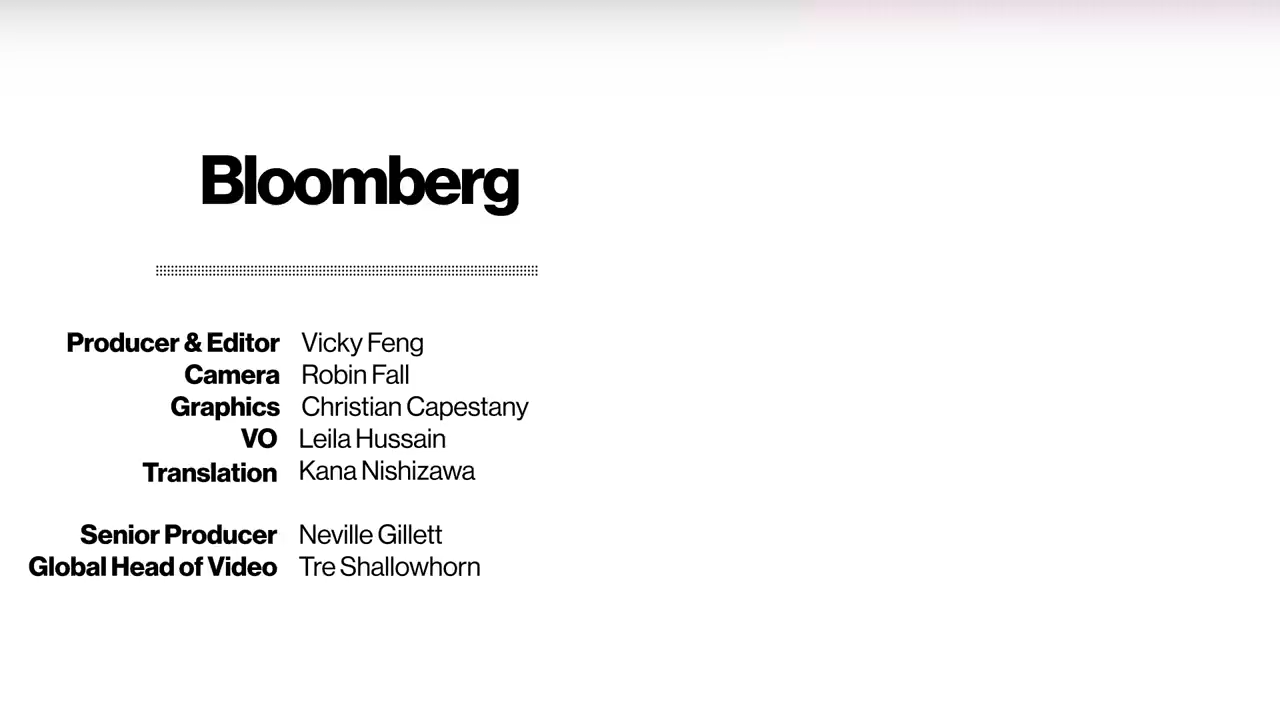 Bloomberg
Producer & Editor Vicky Feng
Camera Robin Fall
Graphics Christian Capestany
VO Leila Hussain
Translation Kana Nishizawa
Senior Producer Neville Gillett
Global Head of Video Tre Shallowhorn